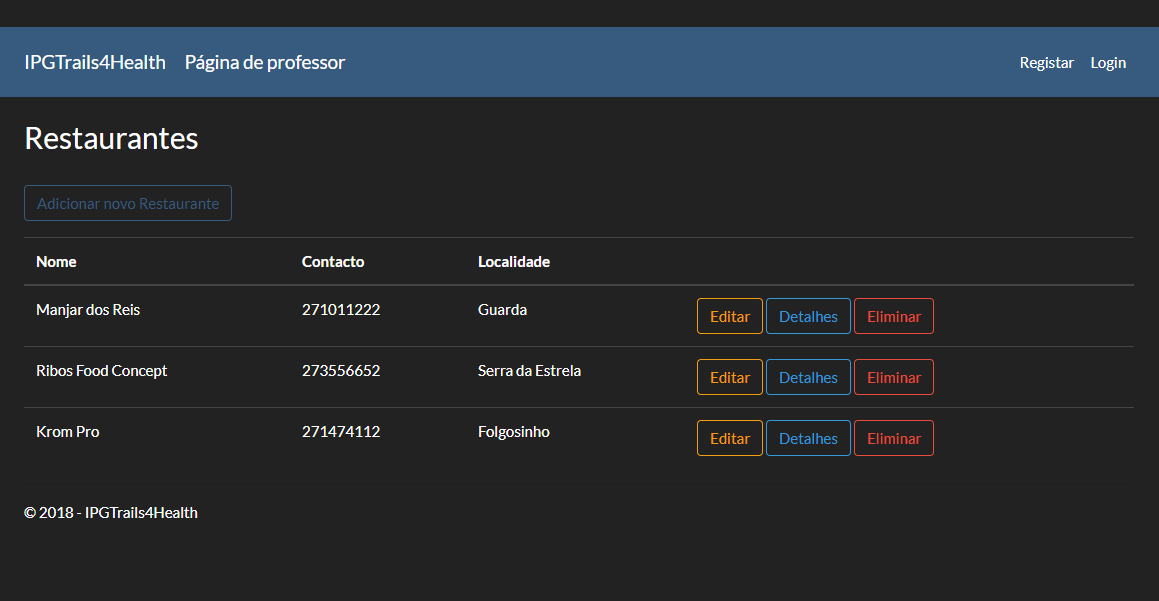 IPGTrails4Health Página de professor Registar Login
Restaurantes
Adicionar novo Restaurante
Nome Contacto Localidade
Manjar dos Reis 271011222 Guarda Editar Detalhes Eliminar
Ribos Food Concept 273556652 Serra da Estrela Editar Detalhes Eliminar
Krom Pro 271474112 Folgosinho Editar Detalhes Eliminar
© 2018 - IPGTrails4Health